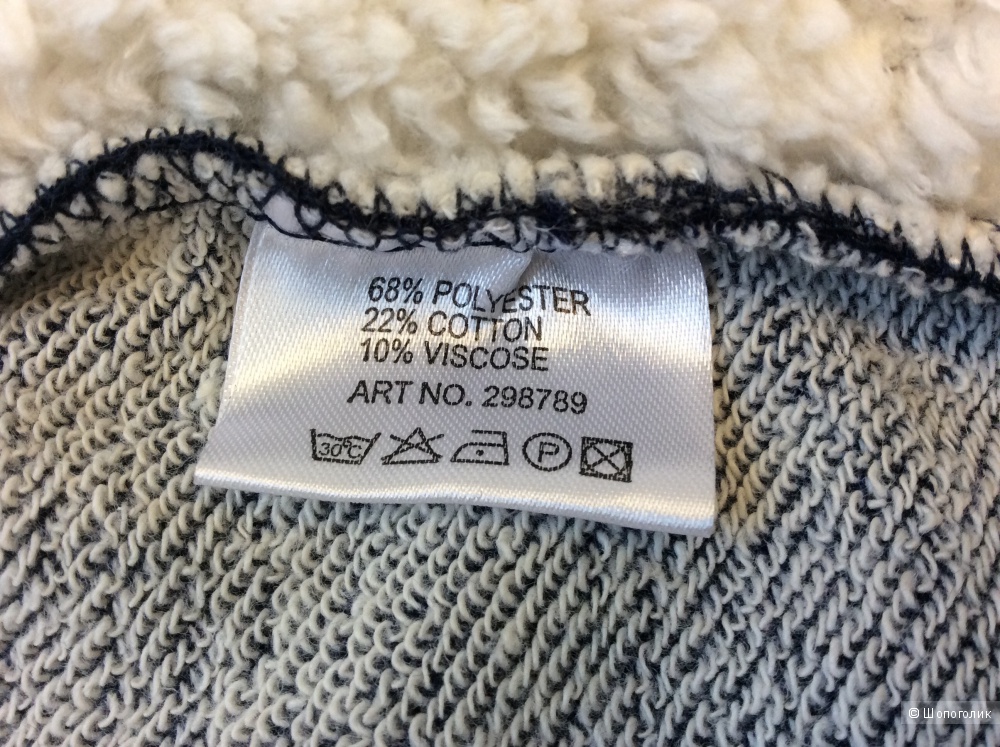 68% POLYESTER
22% COTTON
10% VISCOSE
ART NO. 298789
30°C
P
© Шопоголик